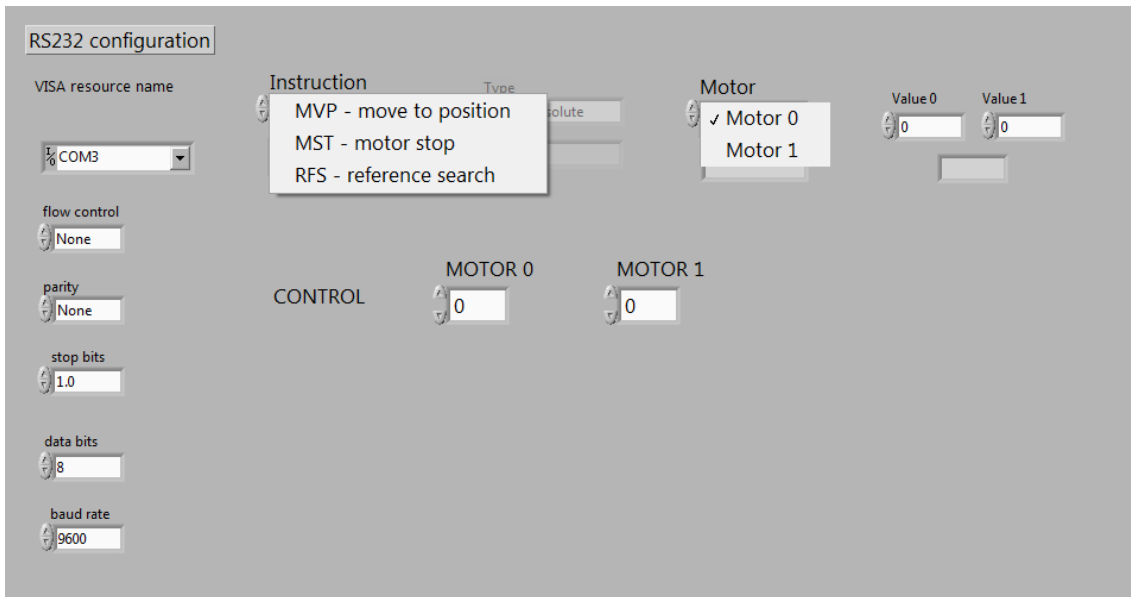 RS232 configuration
VISA resource name
COM3
flow control
None
parity
None
stop bits
1.0
data bits
8
baud rate
9600
Instruction
MVP - move to position
MST - motor stop
RFS - reference search
Type
solute
Motor
✓ Motor 0
Motor 1
Value 0
0
Value 1
0
CONTROL
MOTOR 0
0
MOTOR 1
0